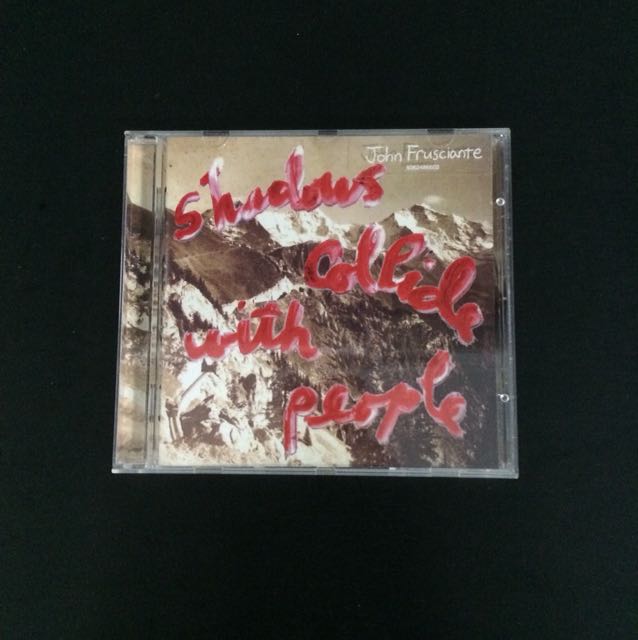 John Frusciante
shadows
Collide
with
people